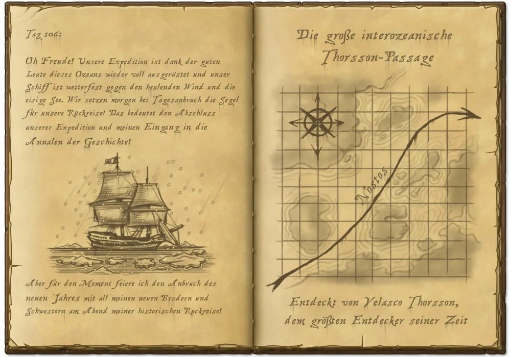 Tag 106:
Oh Freude! Unsere Expedition ist dank der guten
Leute dieses Ozeans wieder voll ausgerüstet und unser
Schiff ist wetterfest gegen den heulenden Wind und die
eisige See. Wir setzen morgen bei Tagesanbruch die Segel
für unsere Rückreise! Das bedeutet den Abschluss
unserer Expedition und meinen Eingang in die
Annalen der Geschichte!
Aber für den Moment feiere ich den Anbruch des
neuen Jahres mit all meinen neuen Brüdern und
Schwestern am Abend meiner historischen Rückreise!
Die große interozeanische
Thorsson-Passage
Nostos
Entdeckt von Velasco Thorsson,
dem größten Entdecker seiner Zeit